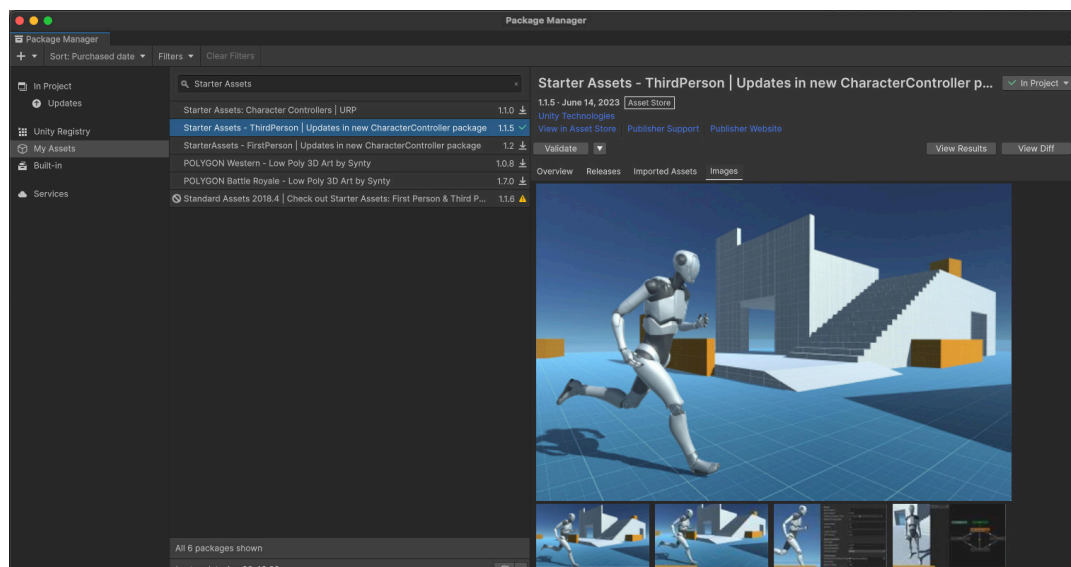 Package Manager
Package Manager
Sort: Purchased date
Filters
Clear Filters
In Project
Updates
Unity Registry
My Assets
Built-in
Services
Starter Assets
Starter Assets: Character Controllers | URP 1.1.0
Starter Assets - ThirdPerson | Updates in new CharacterController package 1.1.5
StarterAssets - FirstPerson | Updates in new CharacterController package 1.2
POLYGON Western - Low Poly 3D Art by Synty 1.0.8
POLYGON Battle Royale - Low Poly 3D Art by Synty 1.7.0
Standard Assets 2018.4 | Check out Starter Assets: First Person & Third P... 1.1.6
All 6 packages shown
Starter Assets - ThirdPerson | Updates in new CharacterController p...
In Project
1.1.5 · June 14, 2023 Asset Store
Unity Technologies
View in Asset Store Publisher Support Publisher Website
Validate
View Results View Diff
Overview Releases Imported Assets Images